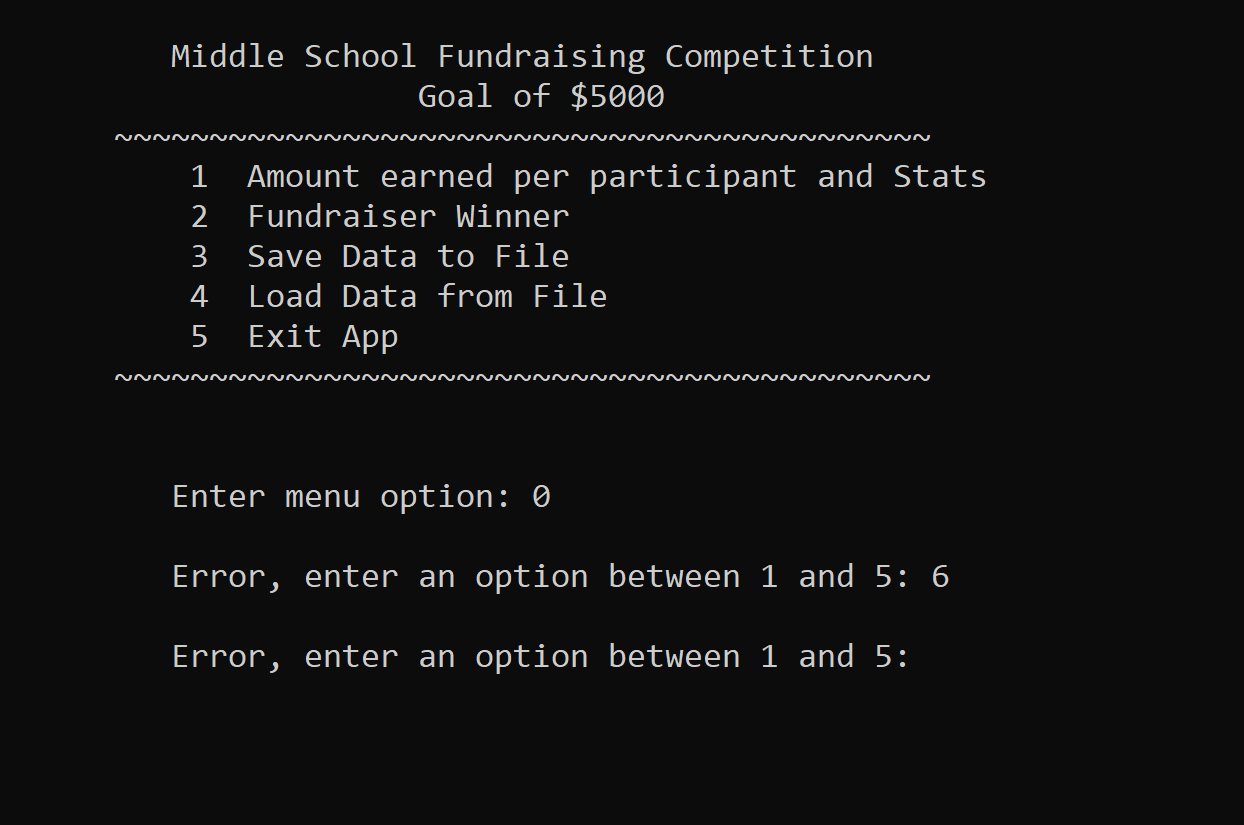 Middle School Fundraising Competition
Goal of $5000
~~~~~~~~~~~~~~~~~~~~~~~~~~~~~~~~~~~~~~~~~~~
1 Amount earned per participant and Stats
2 Fundraiser Winner
3 Save Data to File
4 Load Data from File
5 Exit App
~~~~~~~~~~~~~~~~~~~~~~~~~~~~~~~~~~~~~~~~~~~
Enter menu option: 0
Error, enter an option between 1 and 5: 6
Error, enter an option between 1 and 5: